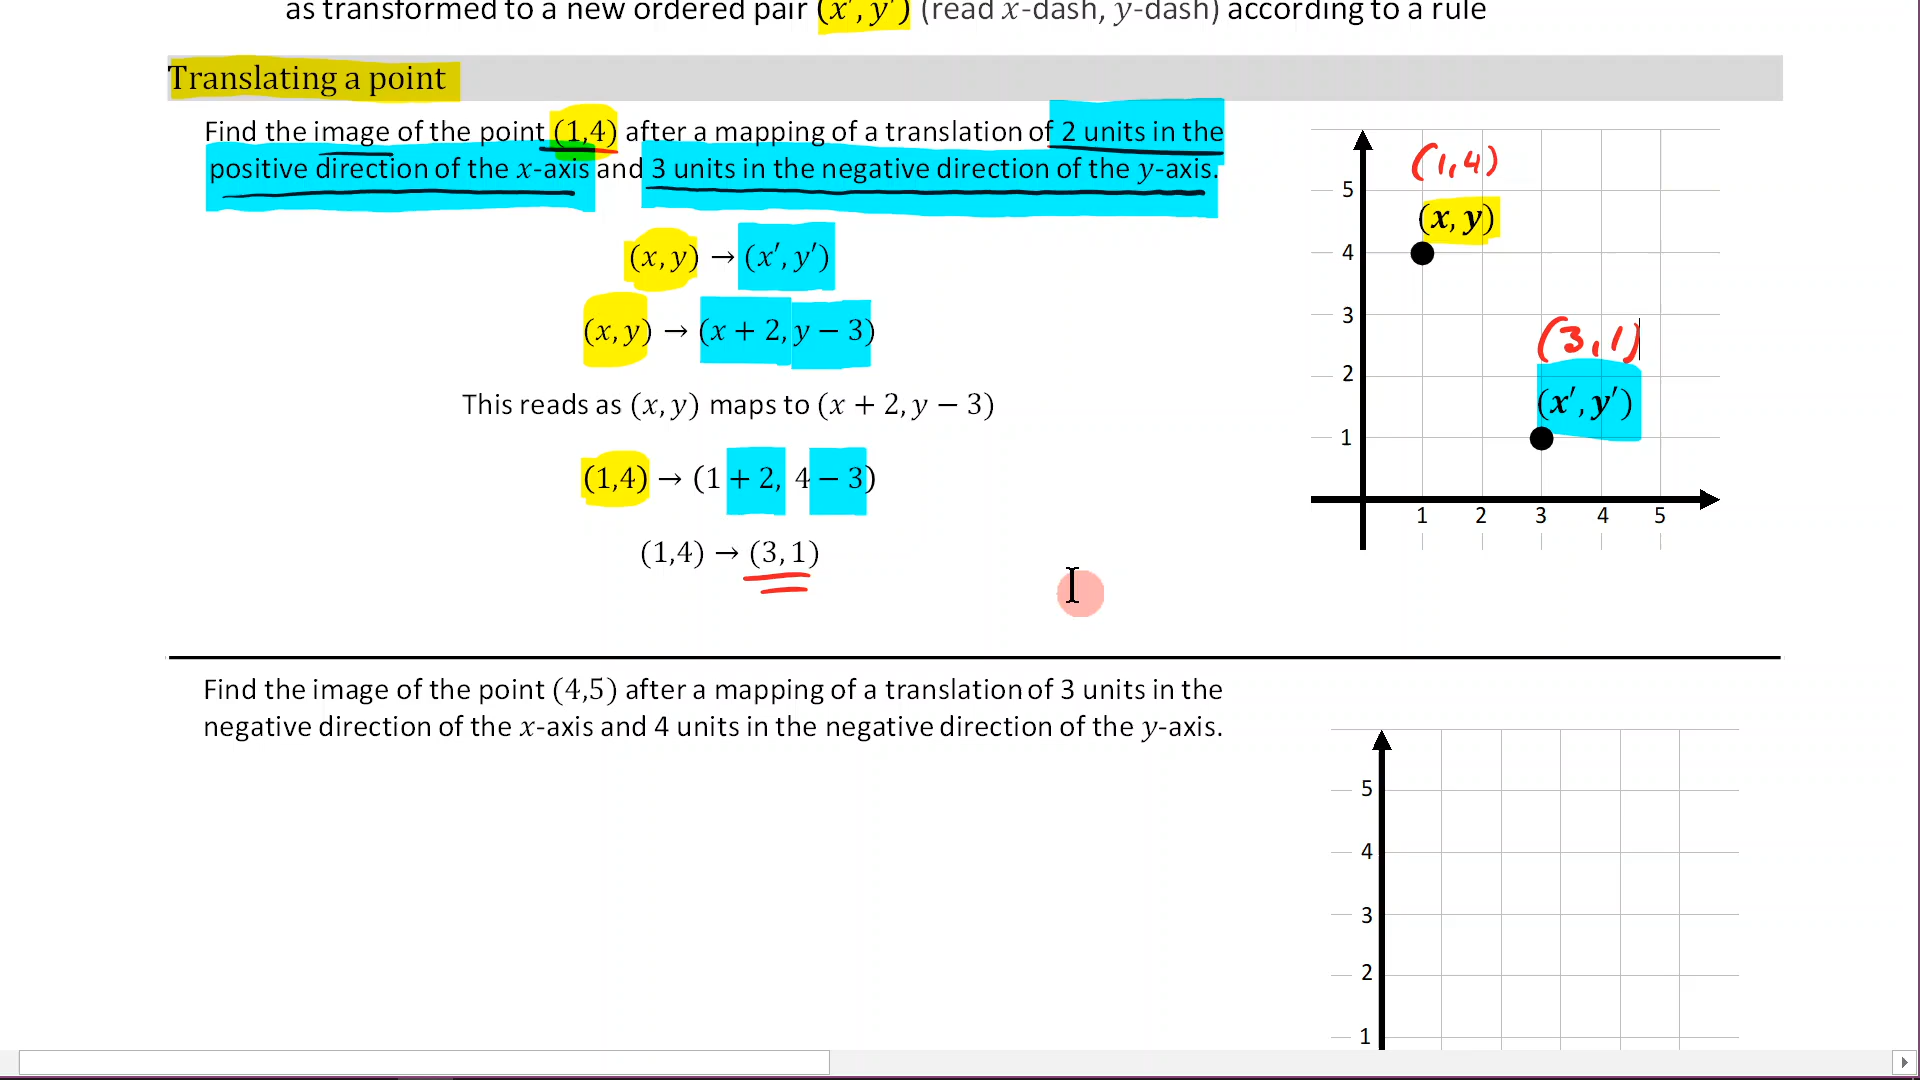 as transformed to a new ordered pair (x′, y′) (read x-dash, y-dash) according to a rule
Translating a point
Find the image of the point (1,4) after a mapping of a translation of 2 units in the
positive direction of the x-axis and 3 units in the negative direction of the y-axis.
(x, y) → (x′, y′)
(x, y) → (x + 2, y − 3)
This reads as (x, y) maps to (x + 2, y − 3)
(1,4) → (1 + 2, 4 − 3)
(1,4) → (3, 1)
(1,4)
5
(x, y)
4
3
(3,1)
2
(x′, y′)
1
1 2 3 4 5
Find the image of the point (4,5) after a mapping of a translation of 3 units in the
negative direction of the x-axis and 4 units in the negative direction of the y-axis.
5
4
3
2
1